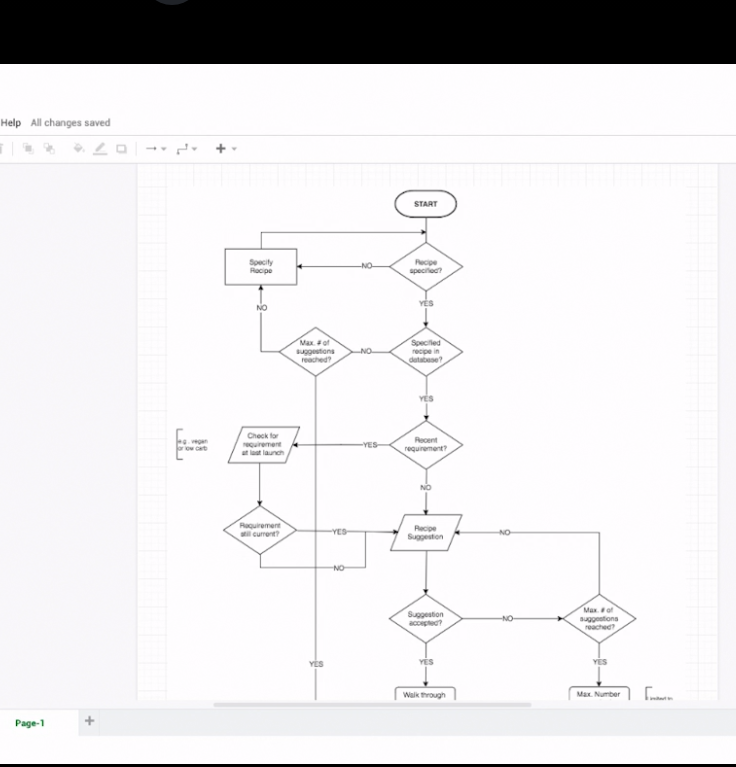 Help All changes saved
START
Specify
Recipe
NO
Recipe
specified?
NO
YES
Max. # of
suggestions
reached?
NO
Specified
recipe in
database?
YES
e.g. vegan
or low carb
Check for
requirement
at last launch
YES
Recent
requirement?
NO
Requirement
still current?
YES
Recipe
Suggestion
NO
NO
Suggestion
accepted?
NO
Max. # of
suggestions
reached?
YES
YES
YES
Walk through
Max. Number
Page-1